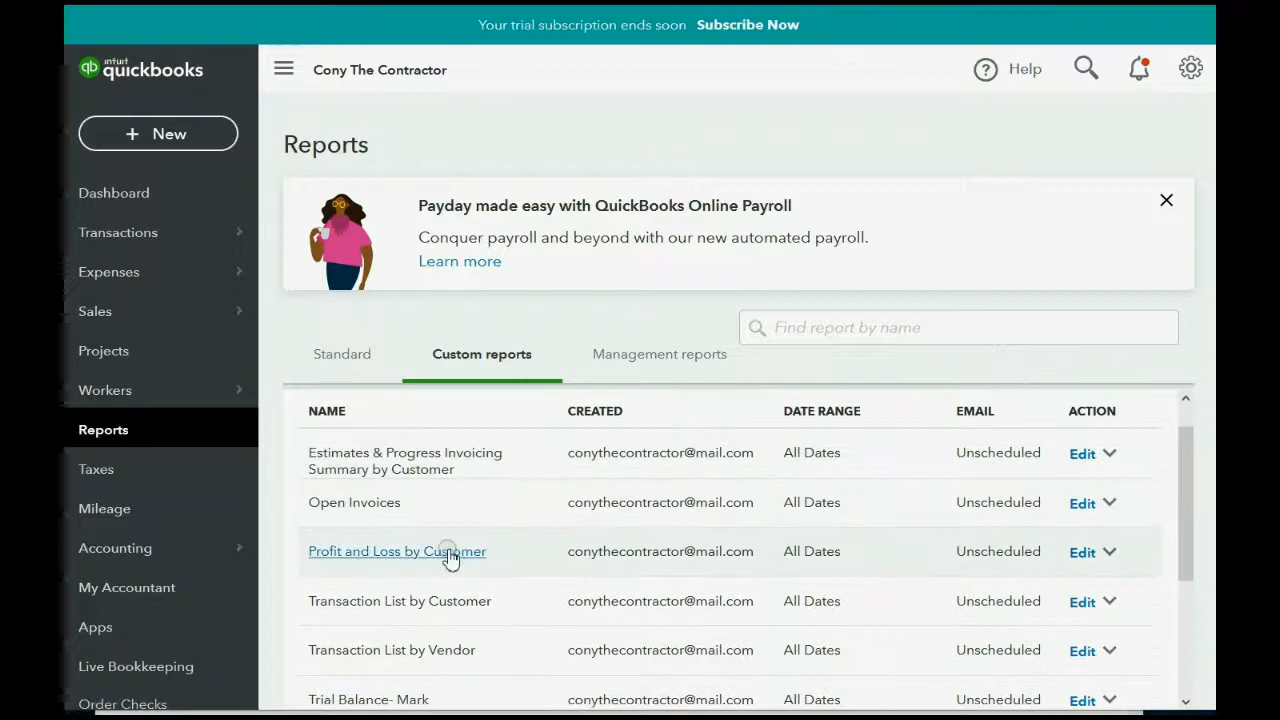 Your trial subscription ends soon Subscribe Now
intuit quickbooks
Cony The Contractor
Help
+ New
Dashboard
Transactions
Expenses
Sales
Projects
Workers
Reports
Taxes
Mileage
Accounting
My Accountant
Apps
Live Bookkeeping
Order Checks
Reports
Payday made easy with QuickBooks Online Payroll
Conquer payroll and beyond with our new automated payroll.
Learn more
Find report by name
Standard Custom reports Management reports
NAME CREATED DATE RANGE EMAIL ACTION
Estimates & Progress Invoicing
Summary by Customer conythecontractor@mail.com All Dates Unscheduled Edit
Open Invoices conythecontractor@mail.com All Dates Unscheduled Edit
Profit and Loss by Customer conythecontractor@mail.com All Dates Unscheduled Edit
Transaction List by Customer conythecontractor@mail.com All Dates Unscheduled Edit
Transaction List by Vendor conythecontractor@mail.com All Dates Unscheduled Edit
Trial Balance- Mark conythecontractor@mail.com All Dates Unscheduled Edit